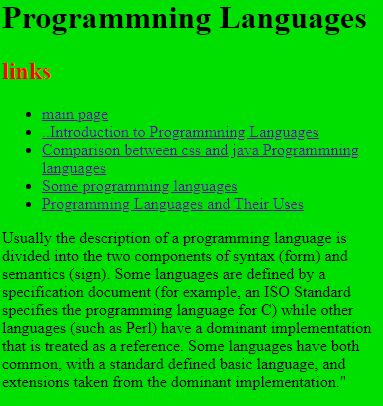 Programmning Languages
links
main page
..Introduction to Programmning Languages
Comparison between css and java Programmning
languages
Some programming languages
Programming Languages and Their Uses
Usually the description of a programming language is
divided into the two components of syntax (form) and
semantics (sign). Some languages are defined by a
specification document (for example, an ISO Standard
specifies the programming language for C) while other
languages (such as Perl) have a dominant implementation
that is treated as a reference. Some languages have both
common, with a standard defined basic language, and
extensions taken from the dominant implementation."